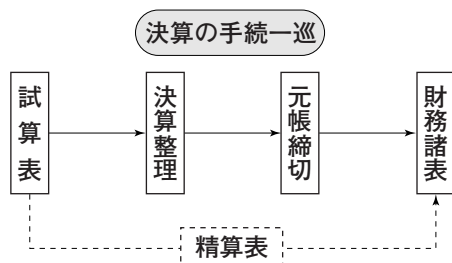 決算の手続一巡
試算表
決算整理
元帳締切
財務諸表
精算表